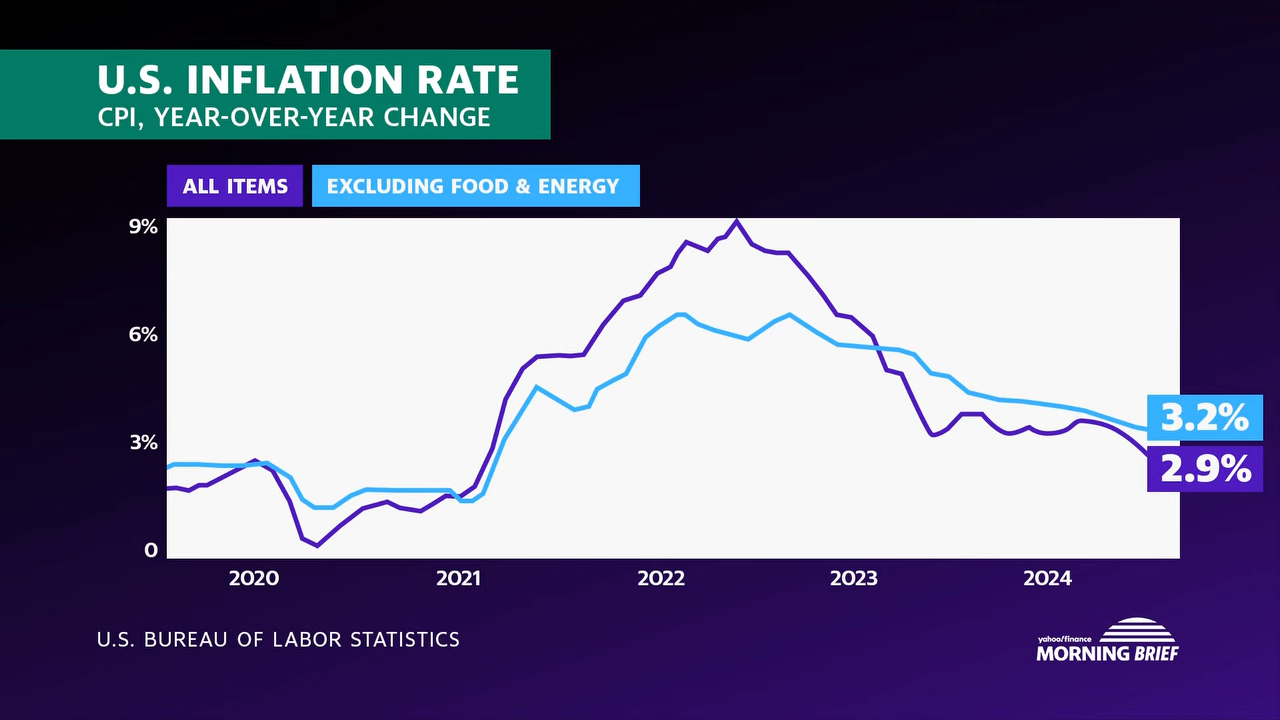 U.S. INFLATION RATE
CPI, YEAR-OVER-YEAR CHANGE
ALL ITEMS
EXCLUDING FOOD & ENERGY
9%
6%
3%
0
3.2%
2.9%
2020
2021
2022
2023
2024
U.S. BUREAU OF LABOR STATISTICS
yahoo!finance
MORNING BRIEF